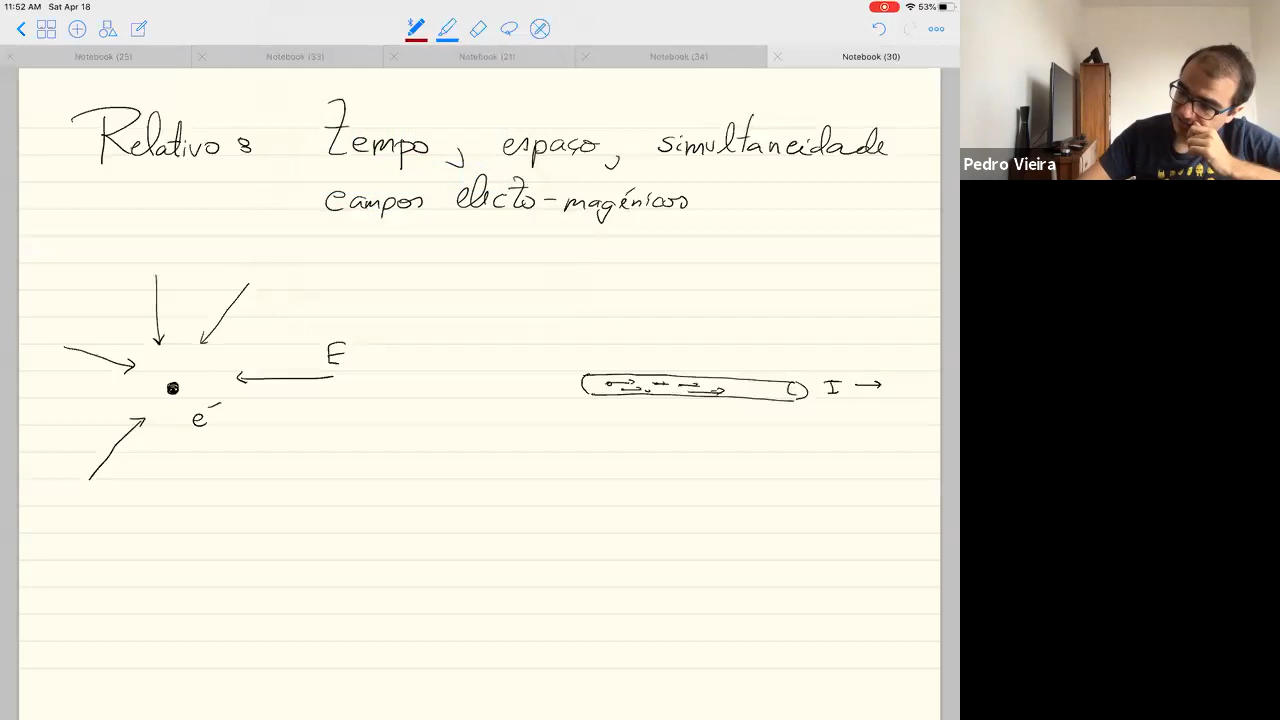 11:52 AM Sat Apr 18
53%
Notebook (25) Notebook (33) Notebook (21) Notebook (34) Notebook (30)
Pedro Vieira
Relativo : Tempo, espaço, simultaneidade
campos electo-magénicos
E
e⁻
I →